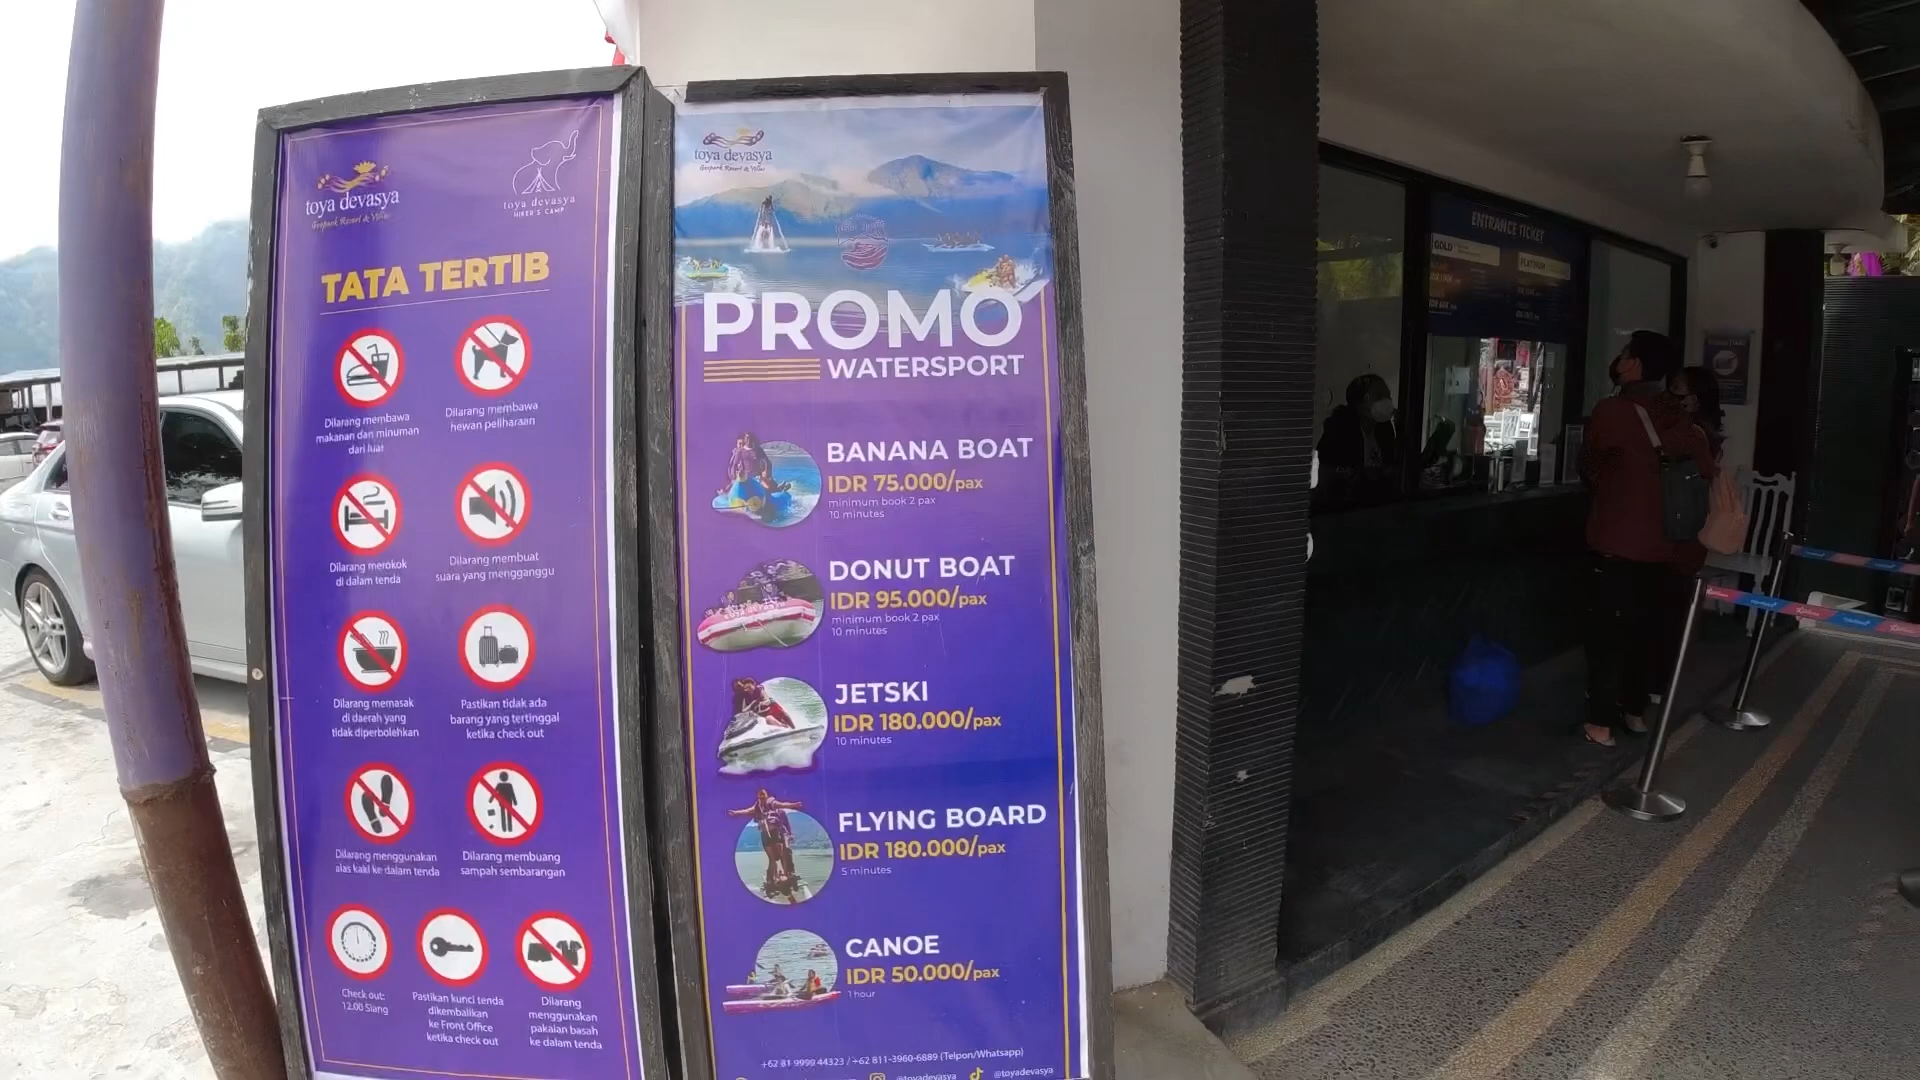 toya devasya
Geopark Resort & Villas
toya devasya
HIKER'S CAMP
TATA TERTIB
Dilarang membawa
makanan dan minuman
dari luar
Dilarang membawa
hewan peliharaan
Dilarang merokok
di dalam tenda
Dilarang membuat
suara yang mengganggu
Dilarang memasak
di daerah yang
tidak diperbolehkan
Pastikan tidak ada
barang yang tertinggal
ketika check out
Dilarang menggunakan
alas kaki ke dalam tenda
Dilarang membuang
sampah sembarangan
Check out:
12.00 Siang
Pastikan kunci tenda
dikembalikan
ke Front Office
ketika check out
Dilarang
menggunakan
pakaian basah
ke dalam tenda
toya devasya
Geopark Resort & Villas
PROMO
WATERSPORT
BANANA BOAT
IDR 75.000/pax
minimum book 2 pax
10 minutes
DONUT BOAT
IDR 95.000/pax
minimum book 2 pax
10 minutes
JETSKI
IDR 180.000/pax
10 minutes
FLYING BOARD
IDR 180.000/pax
5 minutes
CANOE
IDR 50.000/pax
1 hour
+62 81 9999 44323 / +62 811-3960-6889 (Telpon/Whatsapp)
@toyadevasya @toyadevasya
ENTRANCE TICKET
GOLD
PLATINUM